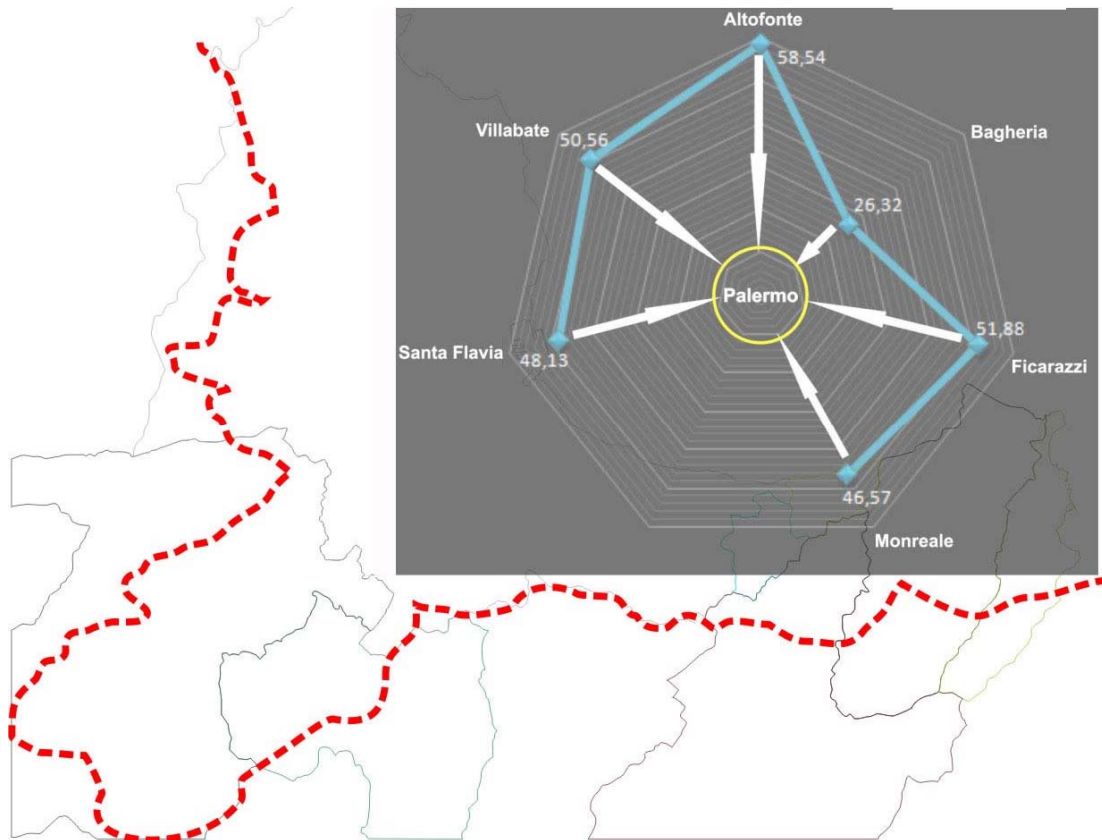 Altofonte
58,54
Villabate
50,56
Bagheria
26,32
Palermo
51,88
Santa Flavia
48,13
Ficarazzi
46,57
Monreale